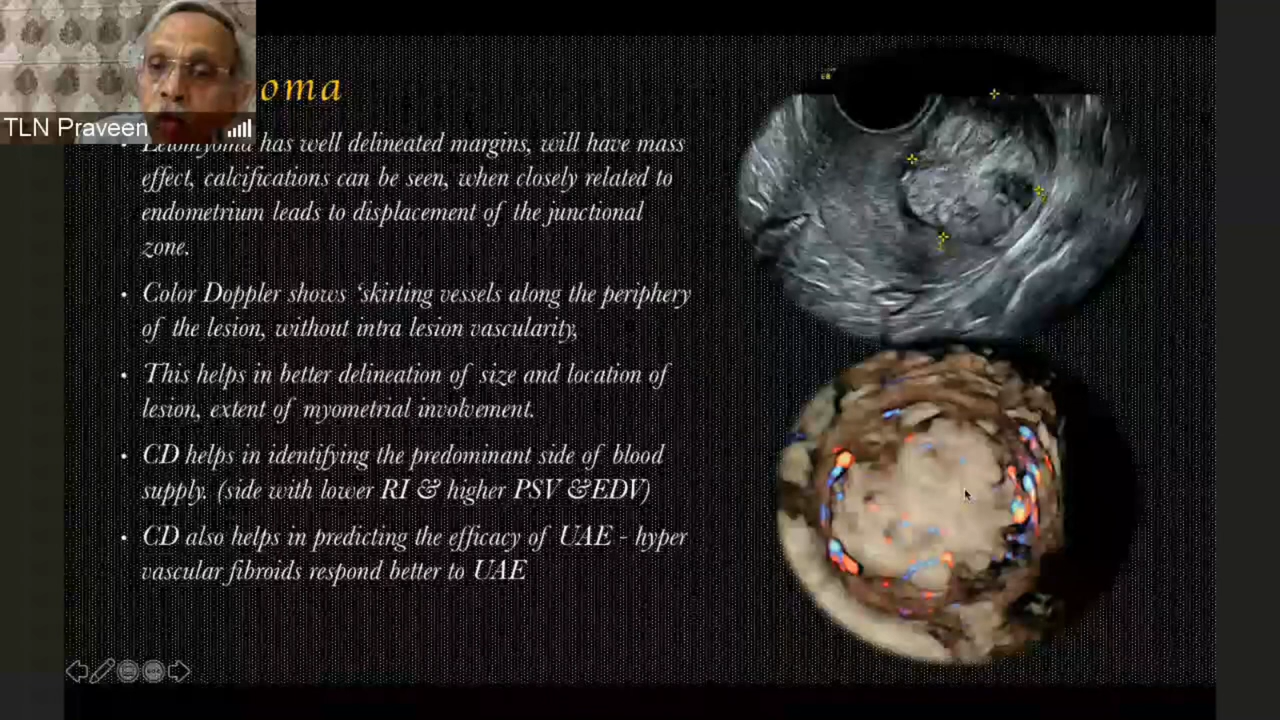 oma
TLN Praveen
Leiomyoma has well delineated margins, will have mass
effect, calcifications can be seen, when closely related to
endometrium leads to displacement of the junctional
zone.
Color Doppler shows ‘skirting vessels along the periphery
of the lesion, without intra lesion vascularity,
This helps in better delineation of size and location of
lesion, extent of myometrial involvement.
CD helps in identifying the predominant side of blood
supply. (side with lower RI & higher PSV &EDV)
CD also helps in predicting the efficacy of UAE - hyper
vascular fibroids respond better to UAE